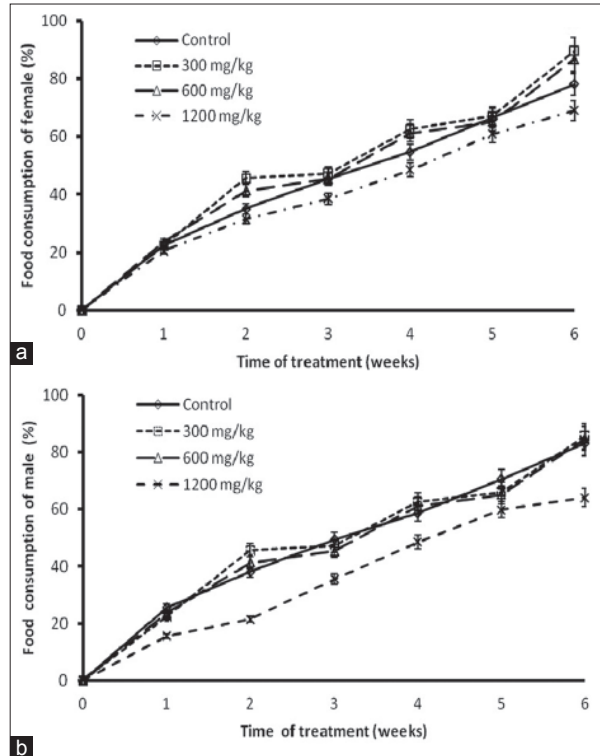 100
80
60
40
20
0
Food consumption of female (%)
Control
300 mg/kg
600 mg/kg
1200 mg/kg
0 1 2 3 4 5 6
Time of treatment (weeks)
a
100
80
60
40
20
0
Food consumption of male (%)
Control
300 mg/kg
600 mg/kg
1200 mg/kg
0 1 2 3 4 5 6
Time of treatment (weeks)
b